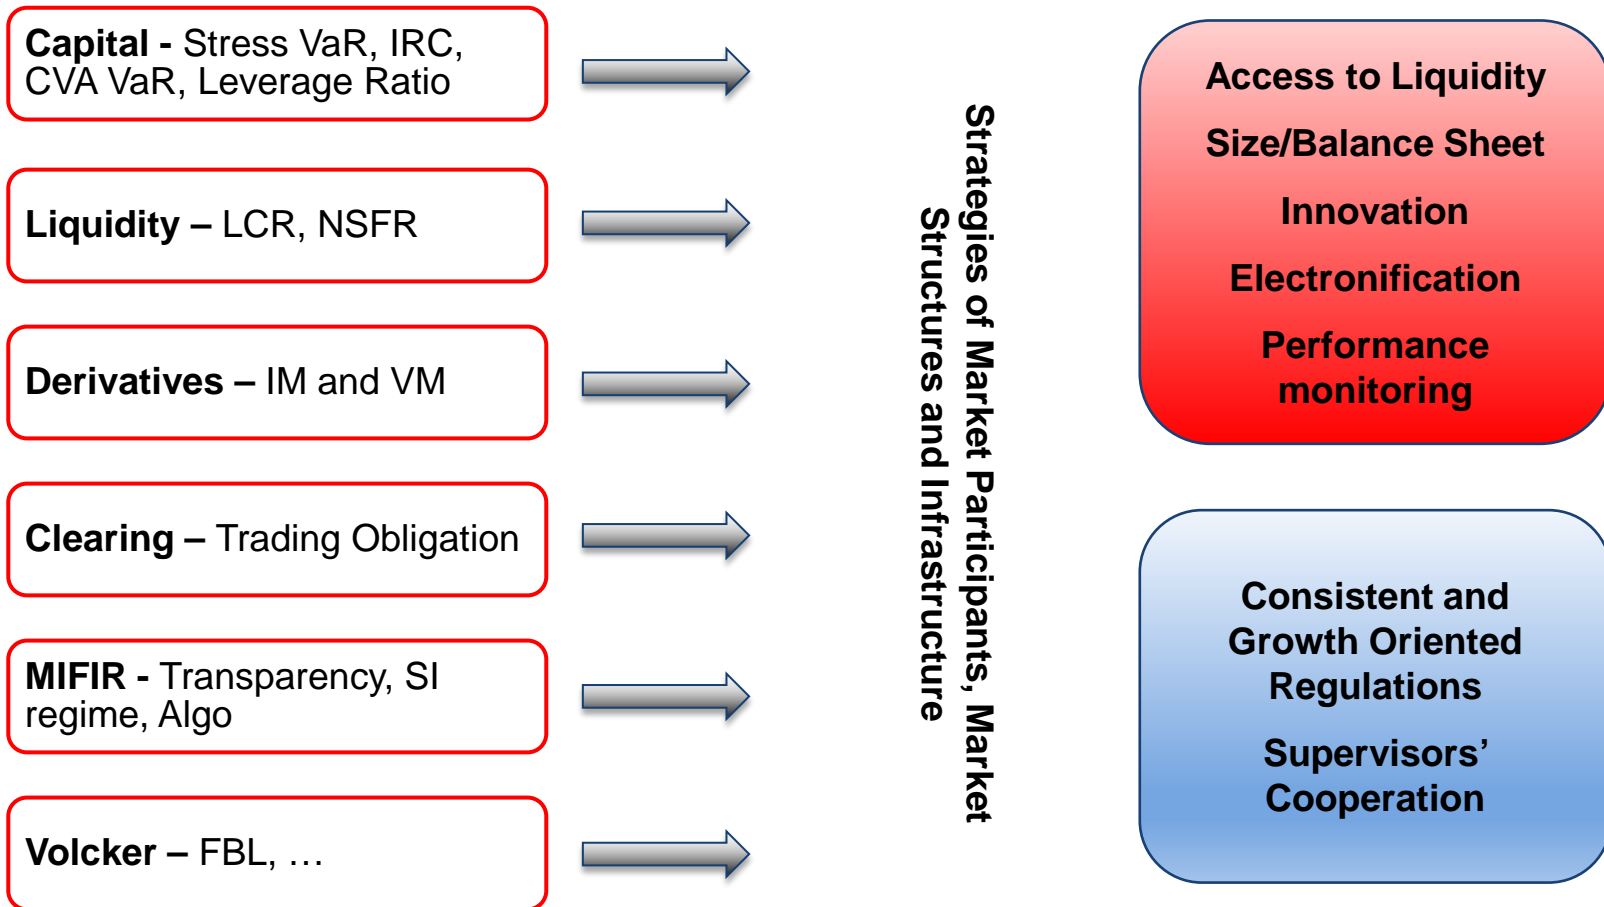 Capital - Stress VaR, IRC,
CVA VaR, Leverage Ratio
Liquidity – LCR, NSFR
Derivatives – IM and VM
Clearing – Trading Obligation
MIFIR - Transparency, SI
regime, Algo
Volcker – FBL, …
Strategies of Market Participants, Market
Structures and Infrastructure
Access to Liquidity
Size/Balance Sheet
Innovation
Electronification
Performance
monitoring
Consistent and
Growth Oriented
Regulations
Supervisors’
Cooperation